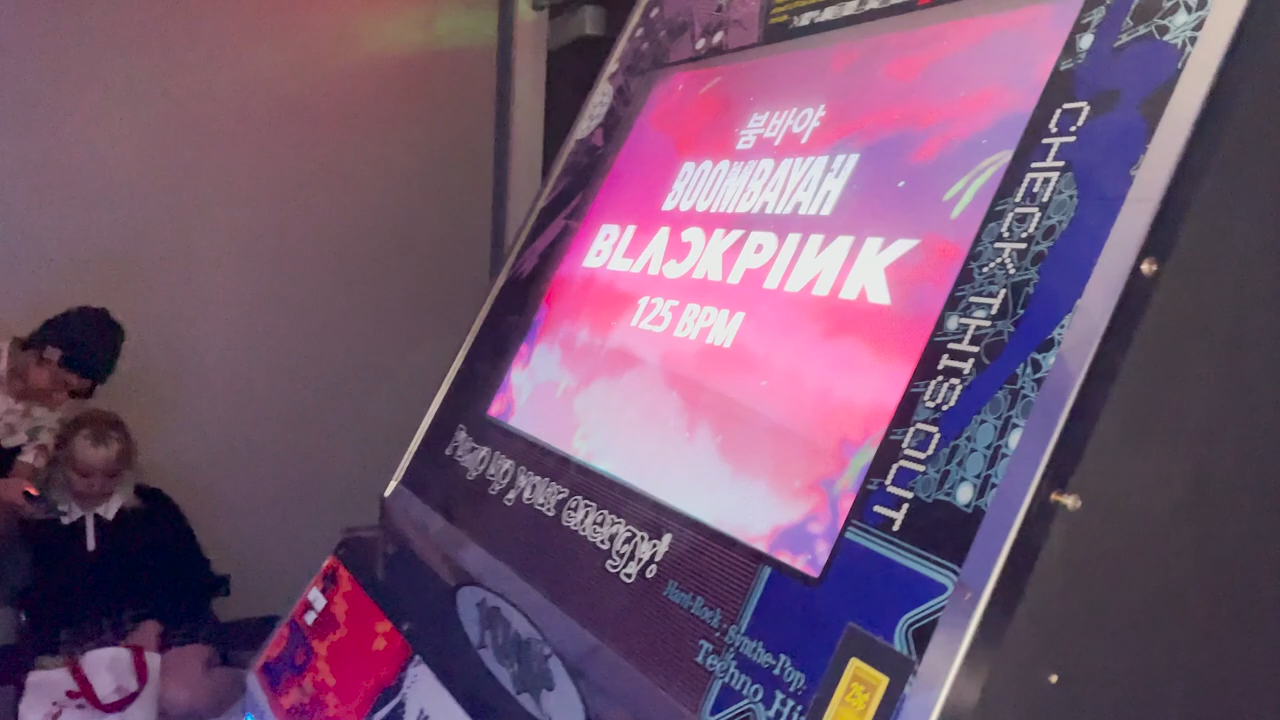 붐바야
BOOMBAYAH
BLACKPINK
125 BPM
CHECK THIS OUT
Pump up your energy!
Hard-Rock, Synthe-Pop,
Techno
25¢